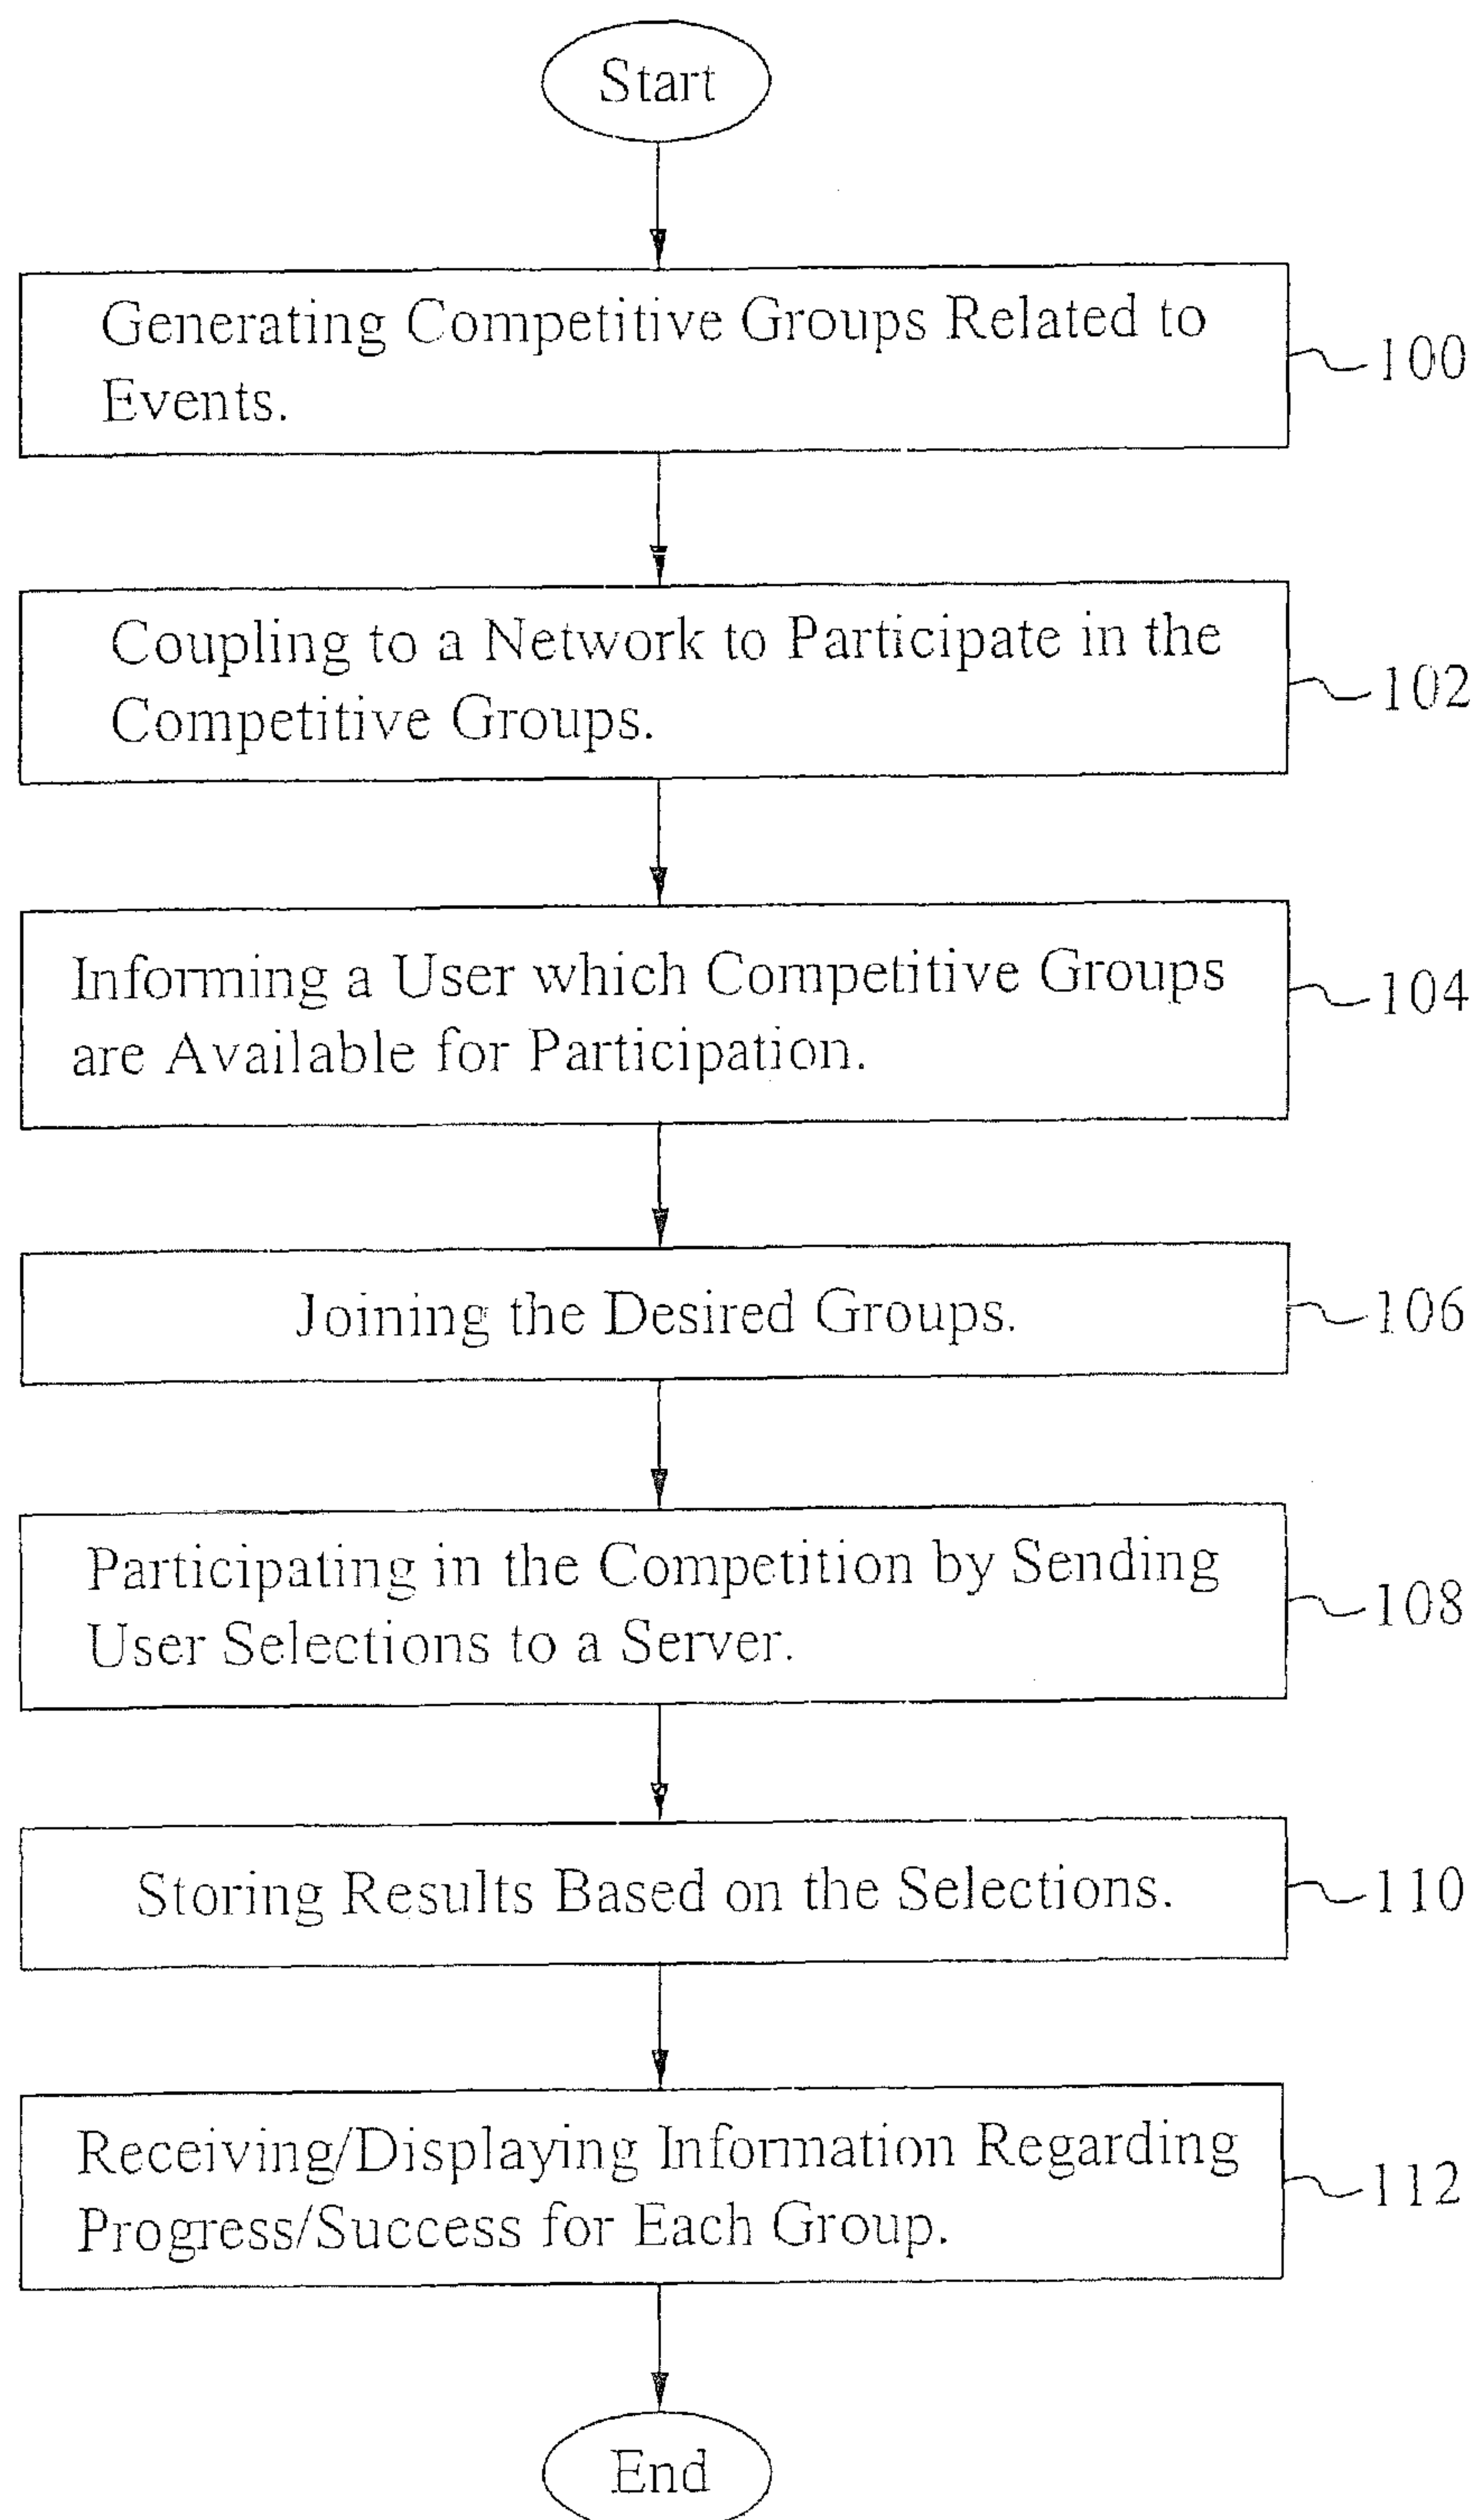 Start
Generating Competitive Groups Related to
Events.
100
Coupling to a Network to Participate in the
Competitive Groups.
102
Informing a User which Competitive Groups
are Available for Participation.
104
Joining the Desired Groups.
106
Participating in the Competition by Sending
User Selections to a Server.
108
Storing Results Based on the Selections.
110
Receiving/Displaying Information Regarding
Progress/Success for Each Group.
112
End